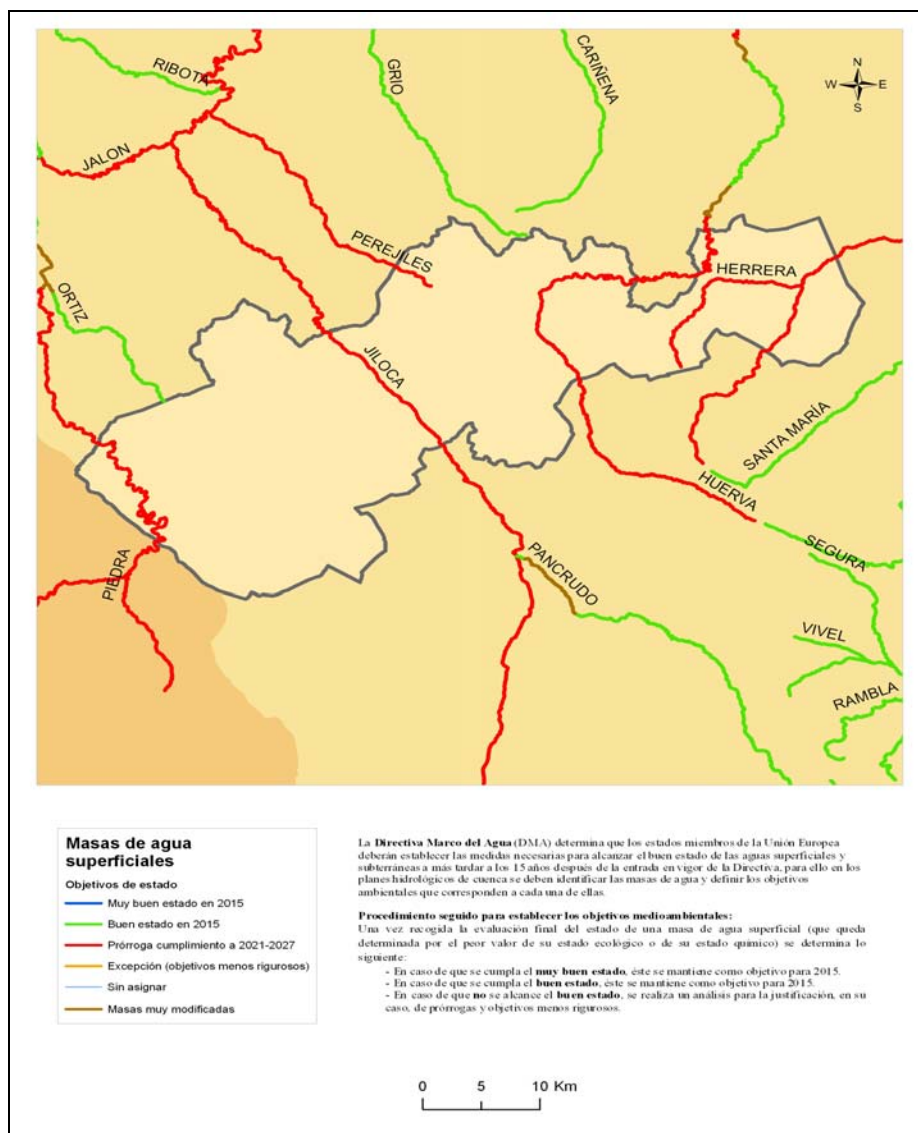 RIBOTA
GRIO
CARIÑENA
N
W E
S
JALON
PEREJILES
HERRERA
ORTIZ
JILOCA
SANTA MARÍA
HUERVA
SEGURA
PIEDRA
PANCRUDO
VIVEL
RAMBLA
Masas de agua
superficiales
Objetivos de estado
Muy buen estado en 2015
Buen estado en 2015
Prórroga cumplimiento a 2021-2027
Excepción (objetivos menos rigurosos)
Sin asignar
Masas muy modificadas
La Directiva Marco del Agua (DMA) determina que los estados miembros de la Unión Europea
deberán establecer las medidas necesarias para alcanzar el buen estado de las aguas superficiales y
subterráneas a más tardar a los 15 años después de la entrada en vigor de la Directiva, para ello en los
planes hidrológicos de cuenca se deben identificar las masas de agua y definir los objetivos
ambientales que corresponden a cada una de ellas.
Procedimiento seguido para establecer los objetivos medioambientales:
Una vez recogida la evaluación final del estado de una masa de agua superficial (que queda
determinada por el peor valor de su estado ecológico o de su estado químico) se determina lo
siguiente:
- En caso de que se cumpla el muy buen estado, éste se mantiene como objetivo para 2015.
- En caso de que se cumpla el buen estado, éste se mantiene como objetivo para 2015.
- En caso de que no se alcance el buen estado, se realiza un análisis para la justificación, en su
caso, de prórrogas y objetivos menos rigurosos.
0 5 10 Km